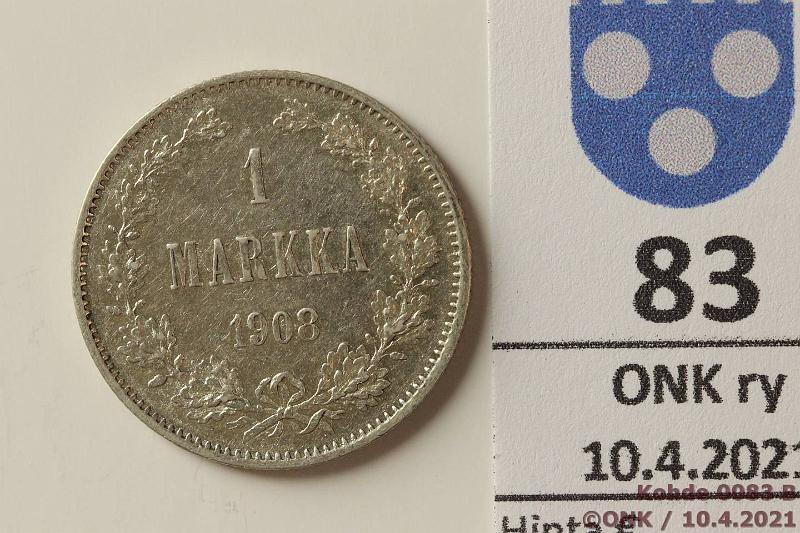 1
MARKKA
1908
83
ONK ry
10.4.2021
Kohde 0083 B
Hinta €
©ONK / 10.4.2021